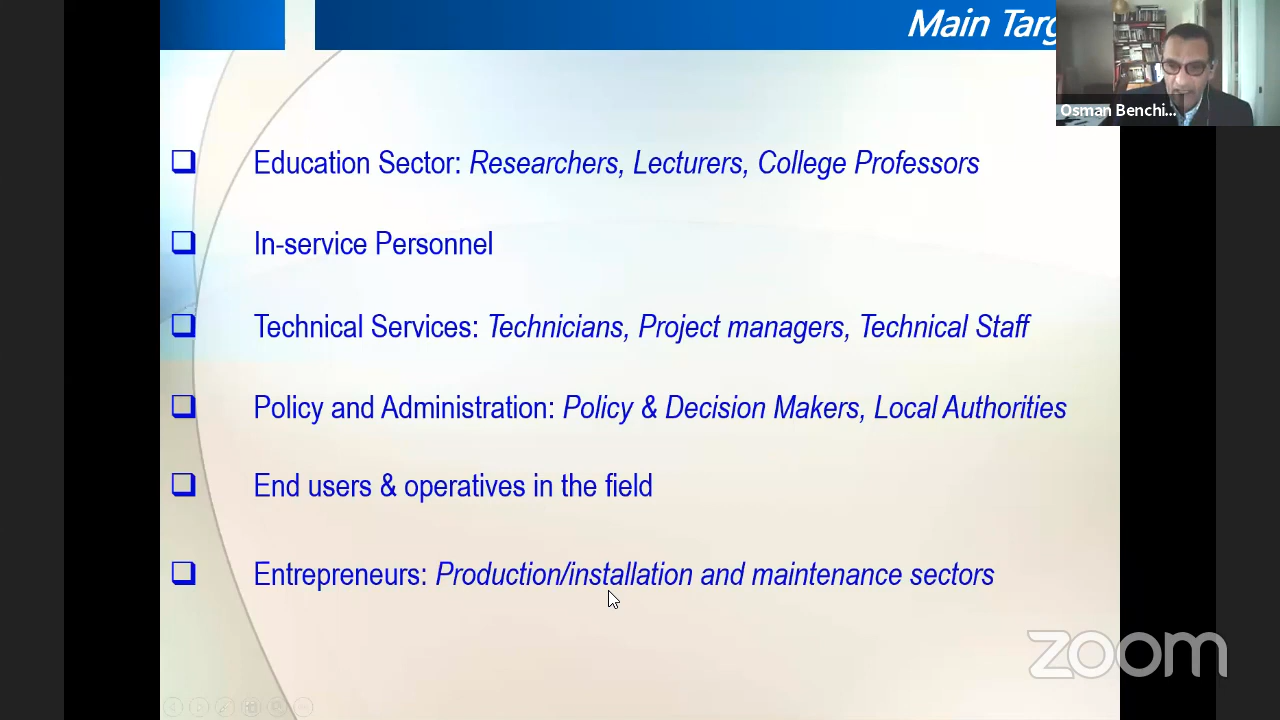 Main Targ
Osman Benchi...
Education Sector: Researchers, Lecturers, College Professors
In-service Personnel
Technical Services: Technicians, Project managers, Technical Staff
Policy and Administration: Policy & Decision Makers, Local Authorities
End users & operatives in the field
Entrepreneurs: Production/installation and maintenance sectors
zoom